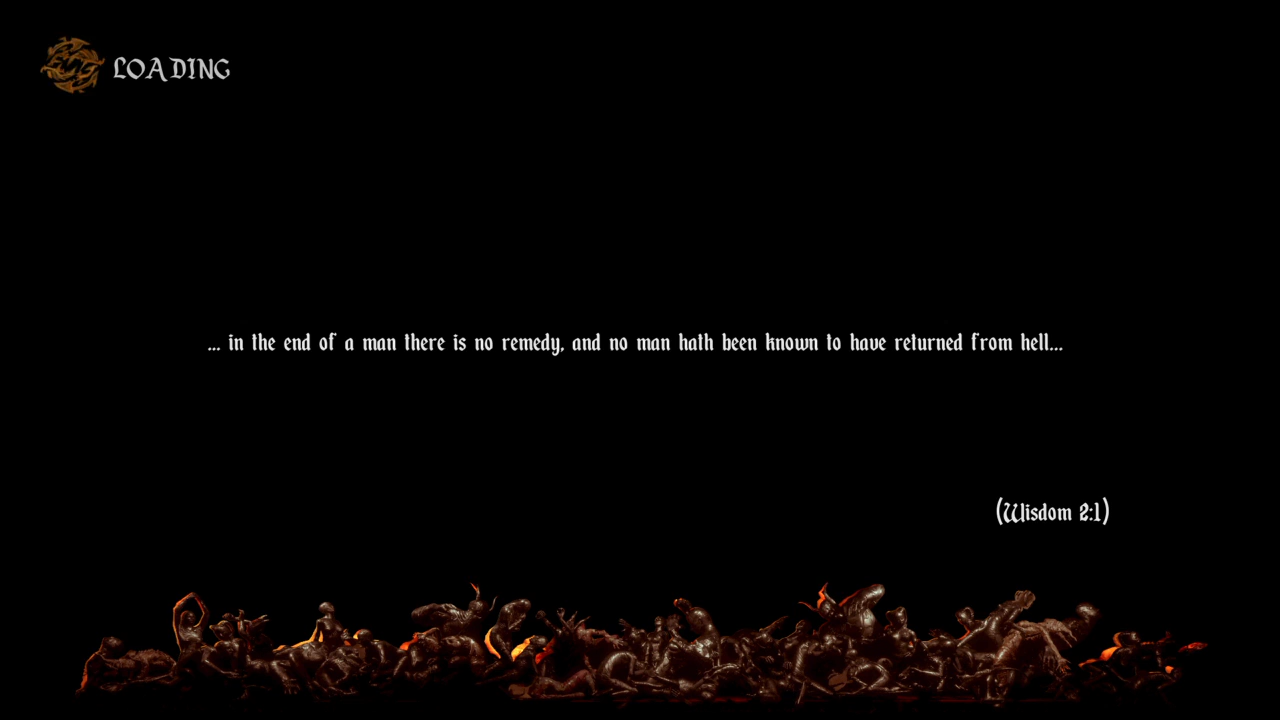 LOADING
... in the end of a man there is no remedy, and no man hath been known to have returned from hell...
(Wisdom 2:1)